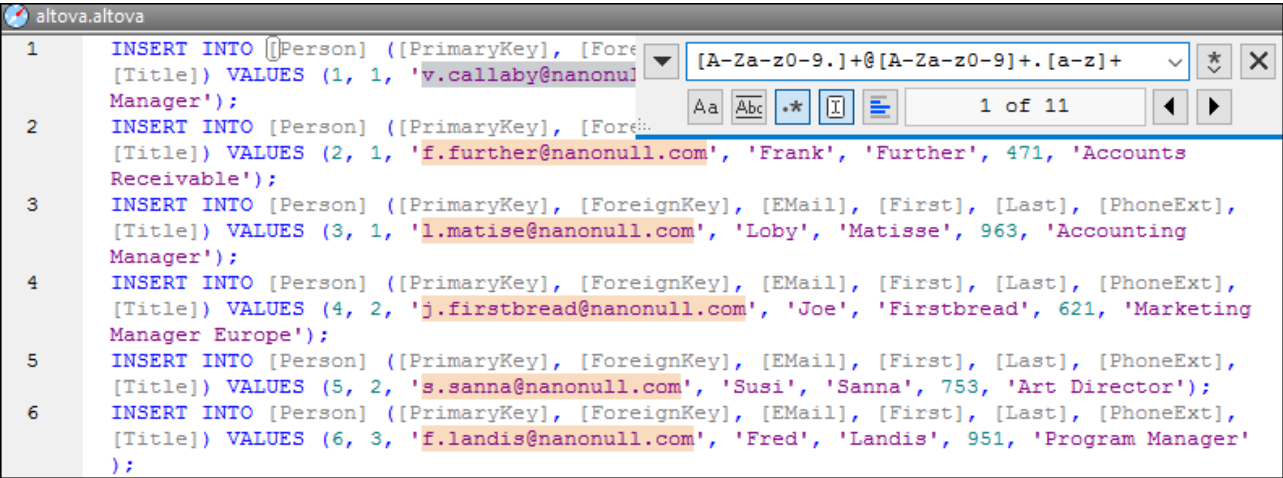 altova.altova
1 INSERT INTO [Person] ([PrimaryKey], [Fore
[A-Za-z0-9.]+@[A-Za-z0-9]+.[a-z]+
[Title]) VALUES (1, 1, 'v.callaby@nanonul
Manager');
Aa Abc .* 1 of 11
2 INSERT INTO [Person] ([PrimaryKey], [Fore
[Title]) VALUES (2, 1, 'f.further@nanonull.com', 'Frank', 'Further', 471, 'Accounts
Receivable');
3 INSERT INTO [Person] ([PrimaryKey], [ForeignKey], [EMail], [First], [Last], [PhoneExt],
[Title]) VALUES (3, 1, 'l.matise@nanonull.com', 'Loby', 'Matisse', 963, 'Accounting
Manager');
4 INSERT INTO [Person] ([PrimaryKey], [ForeignKey], [EMail], [First], [Last], [PhoneExt],
[Title]) VALUES (4, 2, 'j.firstbread@nanonull.com', 'Joe', 'Firstbread', 621, 'Marketing
Manager Europe');
5 INSERT INTO [Person] ([PrimaryKey], [ForeignKey], [EMail], [First], [Last], [PhoneExt],
[Title]) VALUES (5, 2, 's.sanna@nanonull.com', 'Susi', 'Sanna', 753, 'Art Director');
6 INSERT INTO [Person] ([PrimaryKey], [ForeignKey], [EMail], [First], [Last], [PhoneExt],
[Title]) VALUES (6, 3, 'f.landis@nanonull.com', 'Fred', 'Landis', 951, 'Program Manager'
);